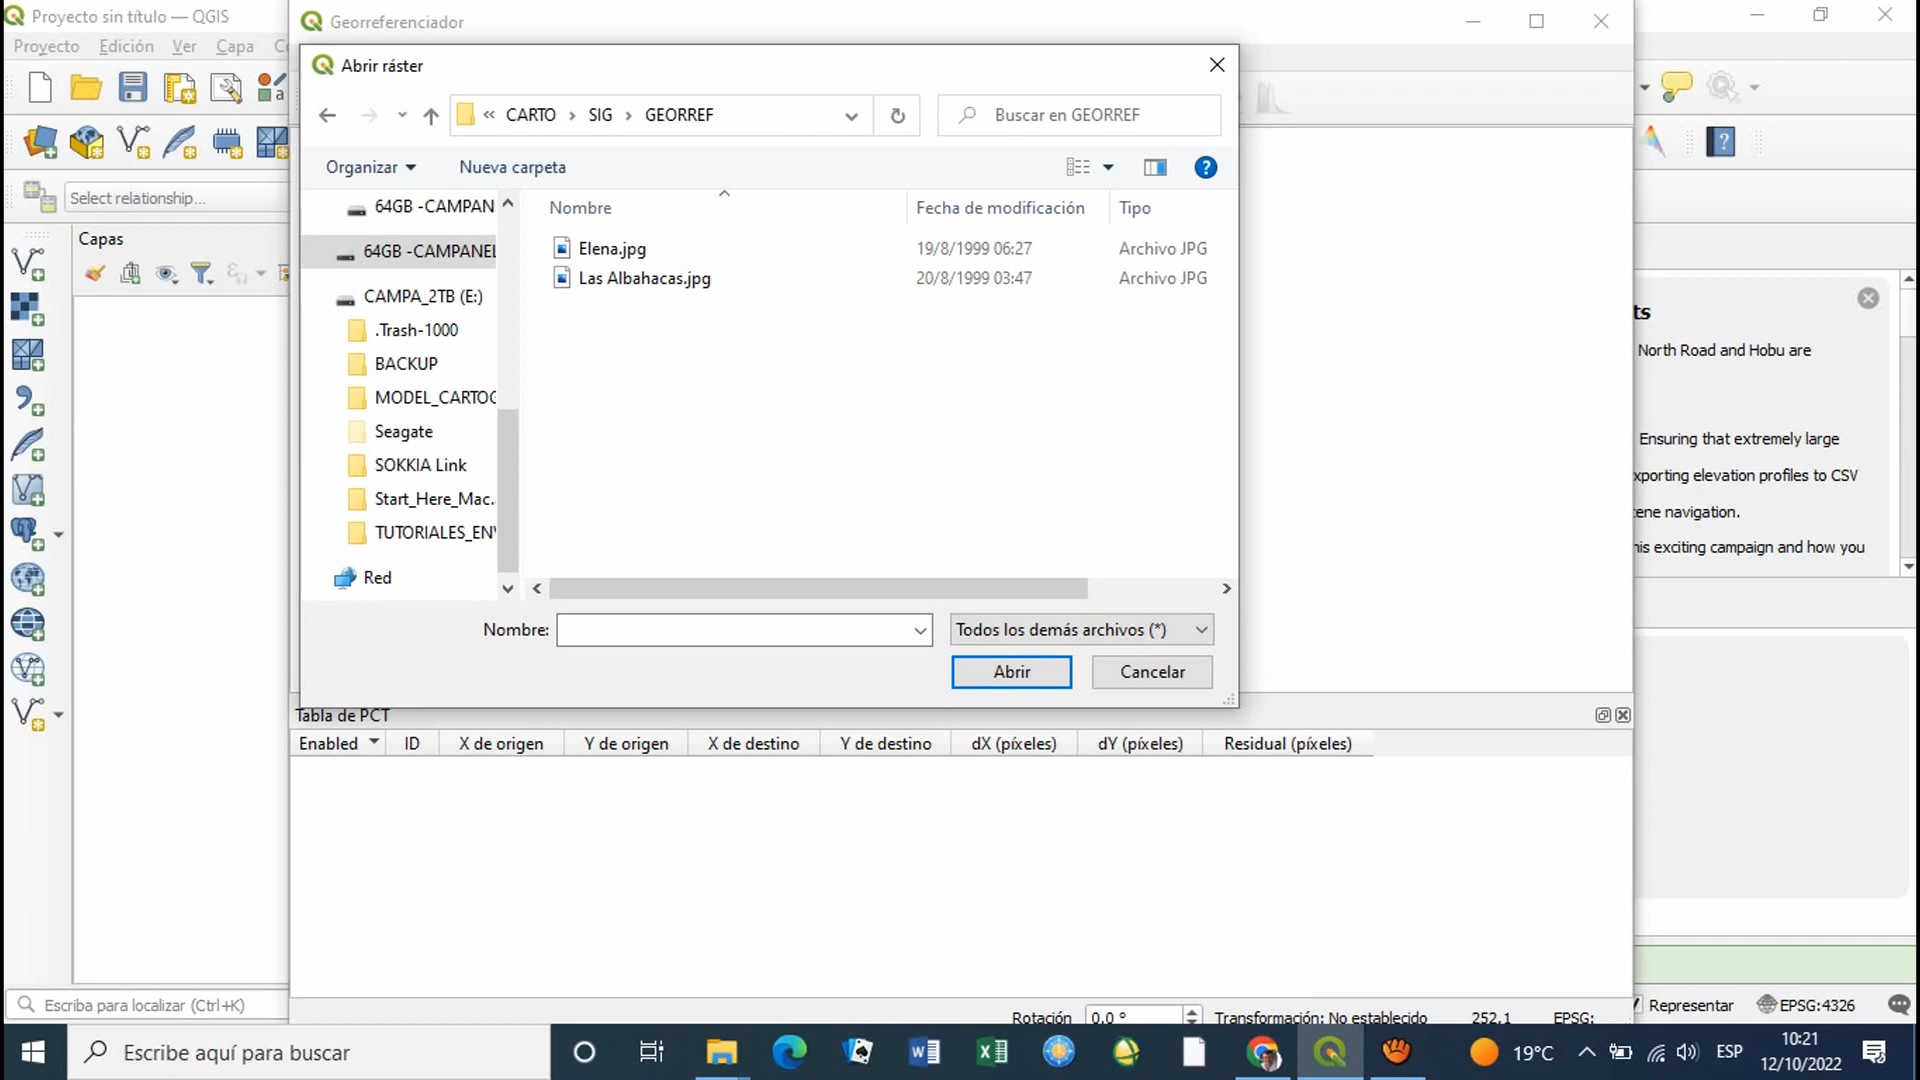 Proyecto sin título — QGIS
Proyecto Edición Ver Capa
Georreferenciador
Abrir ráster
« CARTO › SIG › GEORREF
Buscar en GEORREF
Organizar Nueva carpeta
Select relationship...
Capas
64GB -CAMPAN
64GB -CAMPANEL
CAMPA_2TB (E:)
.Trash-1000
BACKUP
MODEL_CARTOG
Seagate
SOKKIA Link
Start_Here_Mac..
TUTORIALES_EN
Red
Nombre Fecha de modificación Tipo
Elena.jpg 19/8/1999 06:27 Archivo JPG
Las Albahacas.jpg 20/8/1999 03:47 Archivo JPG
Nombre: Todos los demás archivos (*)
Abrir Cancelar
ts
North Road and Hobu are
Ensuring that extremely large
xporting elevation profiles to CSV
ene navigation.
his exciting campaign and how you
Tabla de PCT
Enabled ID X de origen Y de origen X de destino Y de destino dX (píxeles) dY (píxeles) Residual (píxeles)
Escriba para localizar (Ctrl+K)
Rotación 0,0 ° Transformación: No establecido 252,1 EPSG:
Representar EPSG:4326
Escribe aquí para buscar
19°C ESP
10:21
12/10/2022